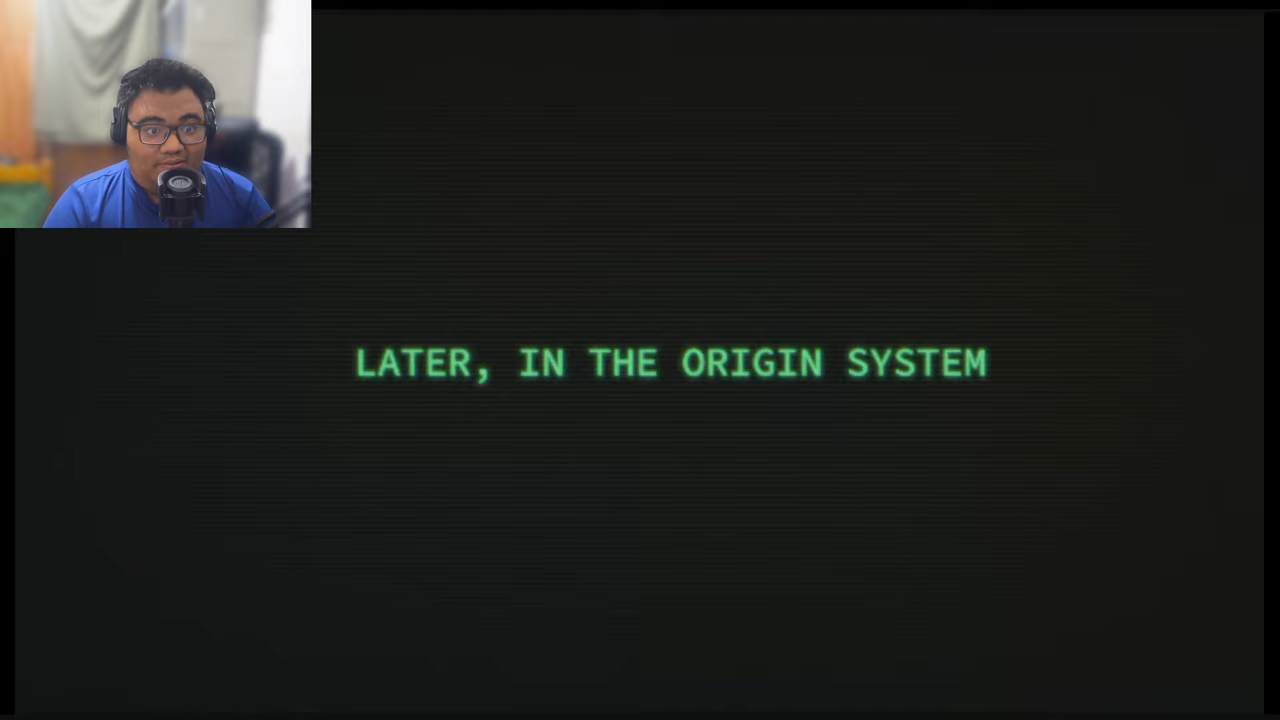 LATER, IN THE ORIGIN SYSTEM